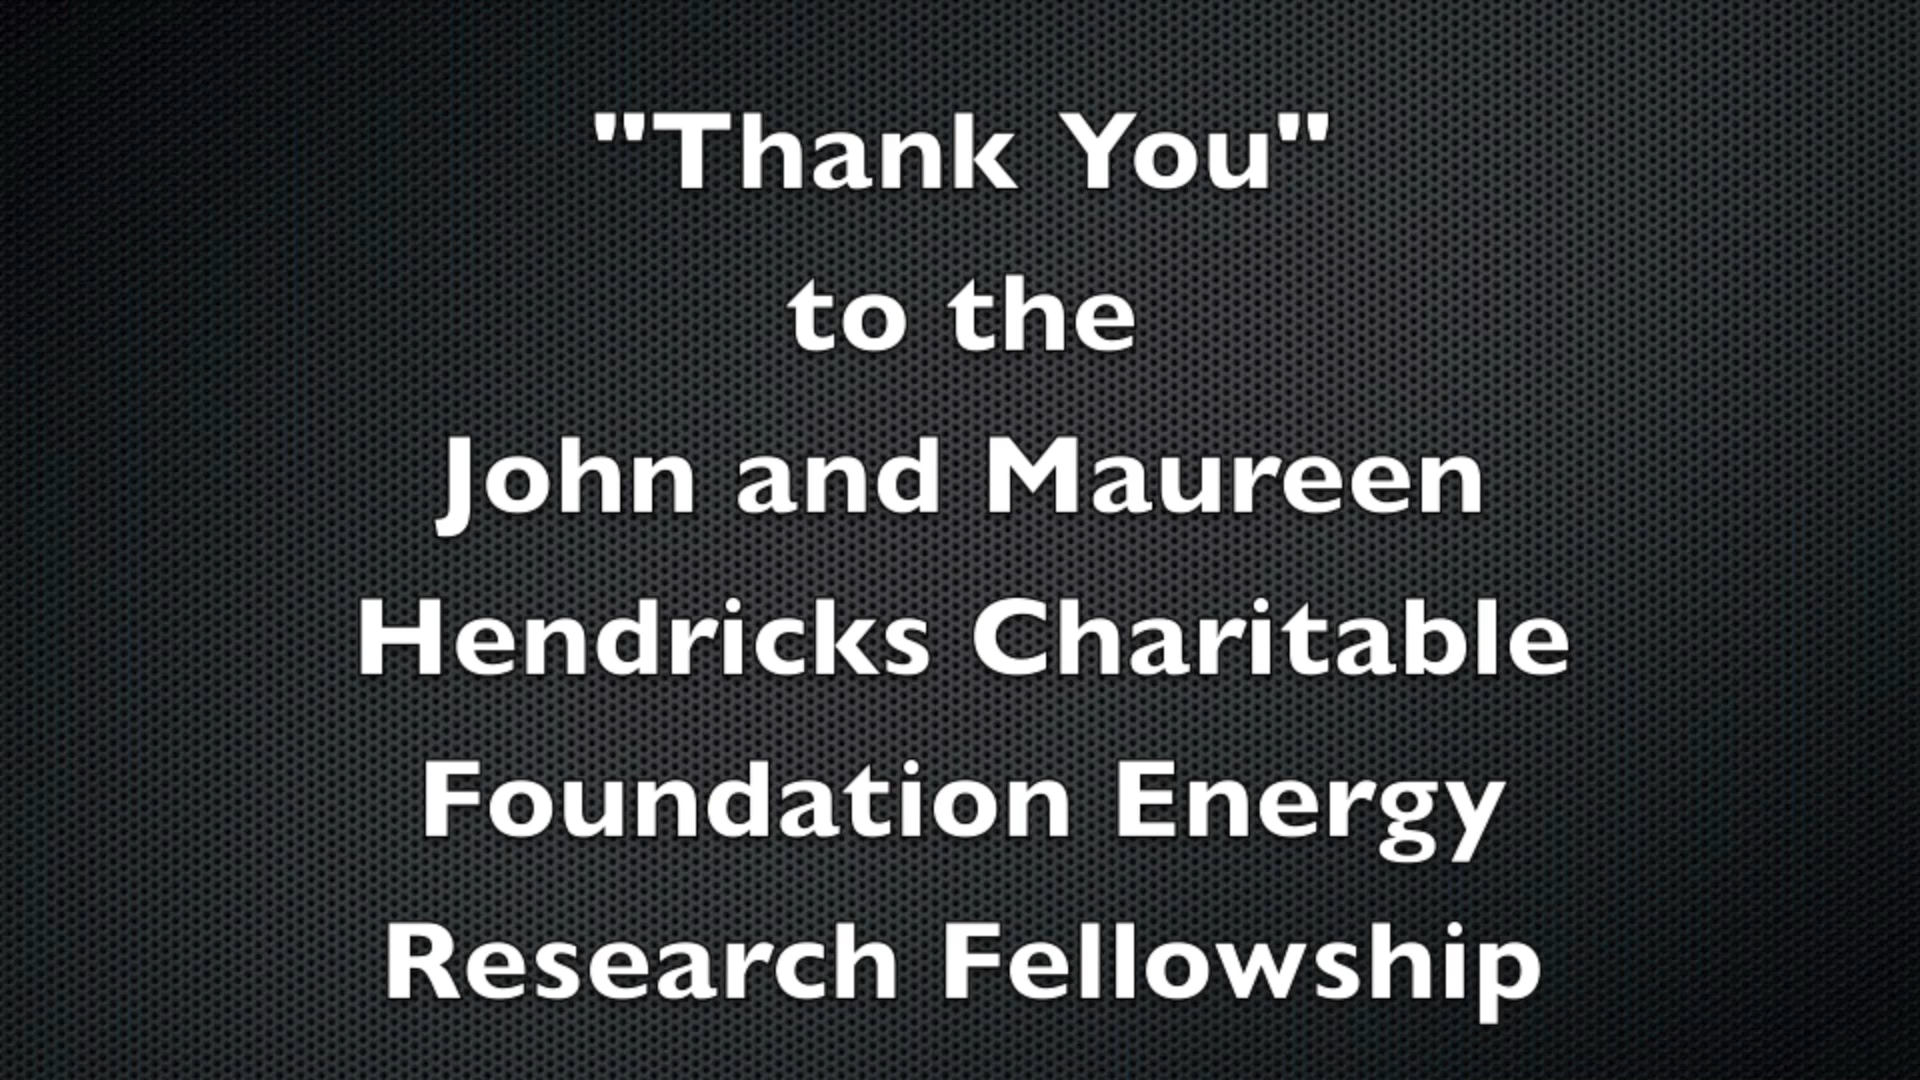 "Thank You"
to the
John and Maureen
Hendricks Charitable
Foundation Energy
Research Fellowship